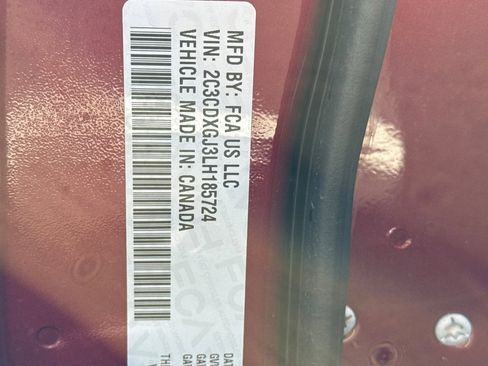 MFD BY: FCA US LLC
VIN: 2C3CDXGJ3LH185724
VEHICLE MADE IN: CANADA